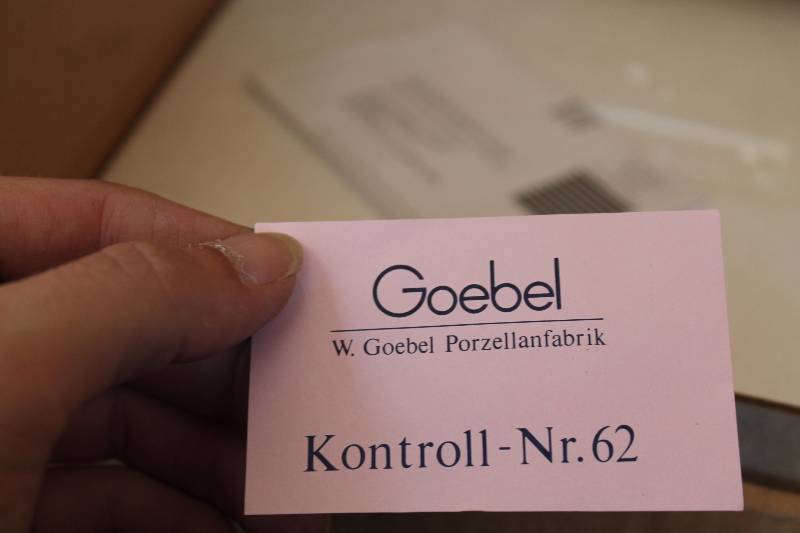 Goebel
W. Goebel Porzellanfabrik
Kontroll-Nr. 62